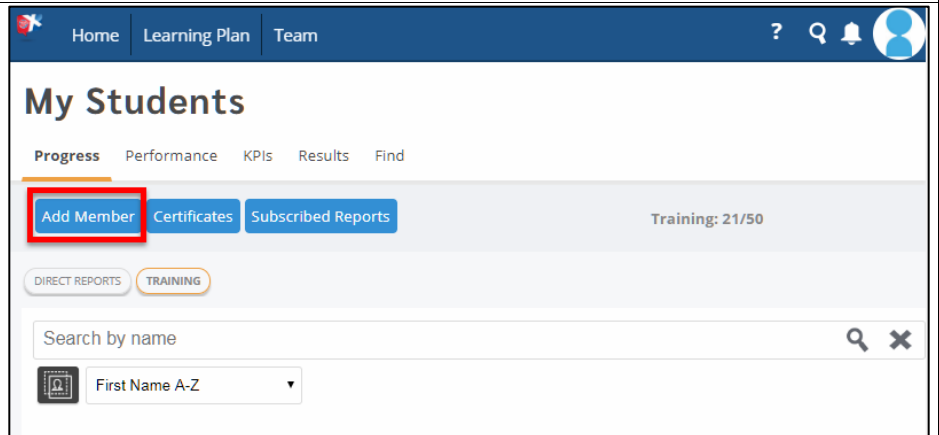 Home Learning Plan Team ?
My Students
Progress Performance KPIs Results Find
Add Member Certificates Subscribed Reports Training: 21/50
DIRECT REPORTS TRAINING
Search by name
First Name A-Z